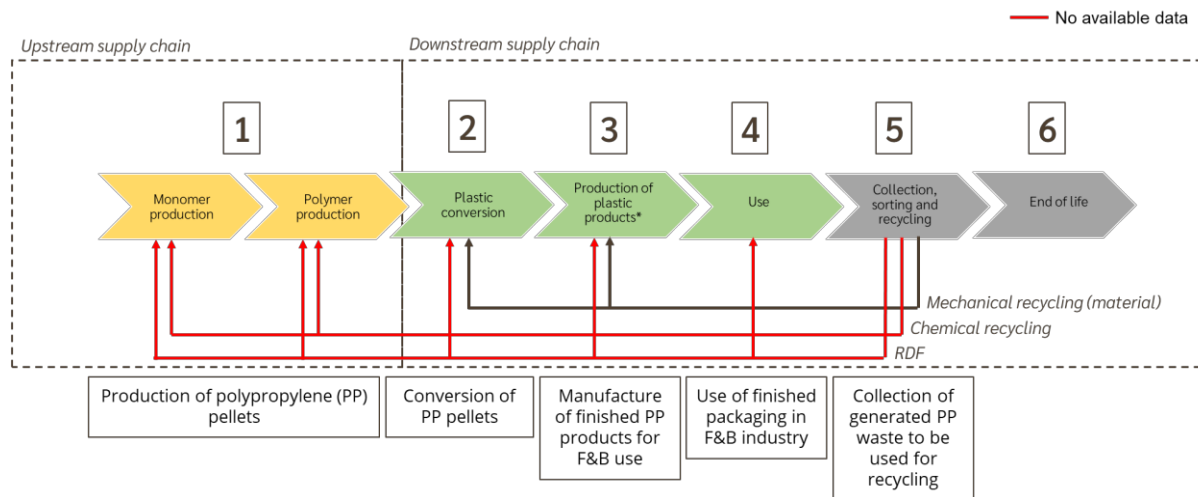 No available data
Upstream supply chain
Downstream supply chain
1
2
3
4
5
6
Monomer
production
Polymer
production
Plastic
conversion
Production of
plastic
products*
Use
Collection,
sorting and
recycling
End of life
Mechanical recycling (material)
Chemical recycling
RDF
Production of polypropylene (PP)
pellets
Conversion of
PP pellets
Manufacture
of finished PP
products for
F&B use
Use of finished
packaging in
F&B industry
Collection of
generated PP
waste to be
used for
recycling